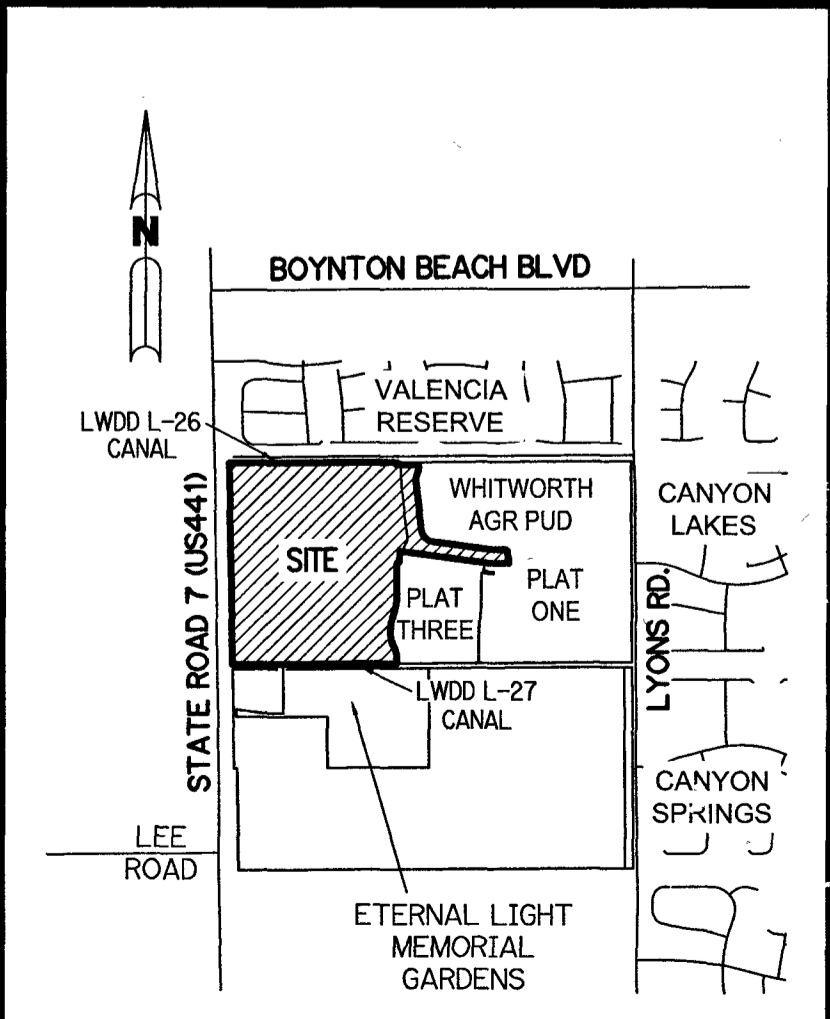 N
BOYNTON BEACH BLVD
VALENCIA
RESERVE
LWDD L-26
CANAL
STATE ROAD 7 (US441)
SITE
WHITWORTH
AGR PUD
CANYON
LAKES
PLAT
THREE
PLAT
ONE
LYONS RD.
LWDD L-27
CANAL
CANYON
SPRINGS
LEE
ROAD
ETERNAL LIGHT
MEMORIAL
GARDENS